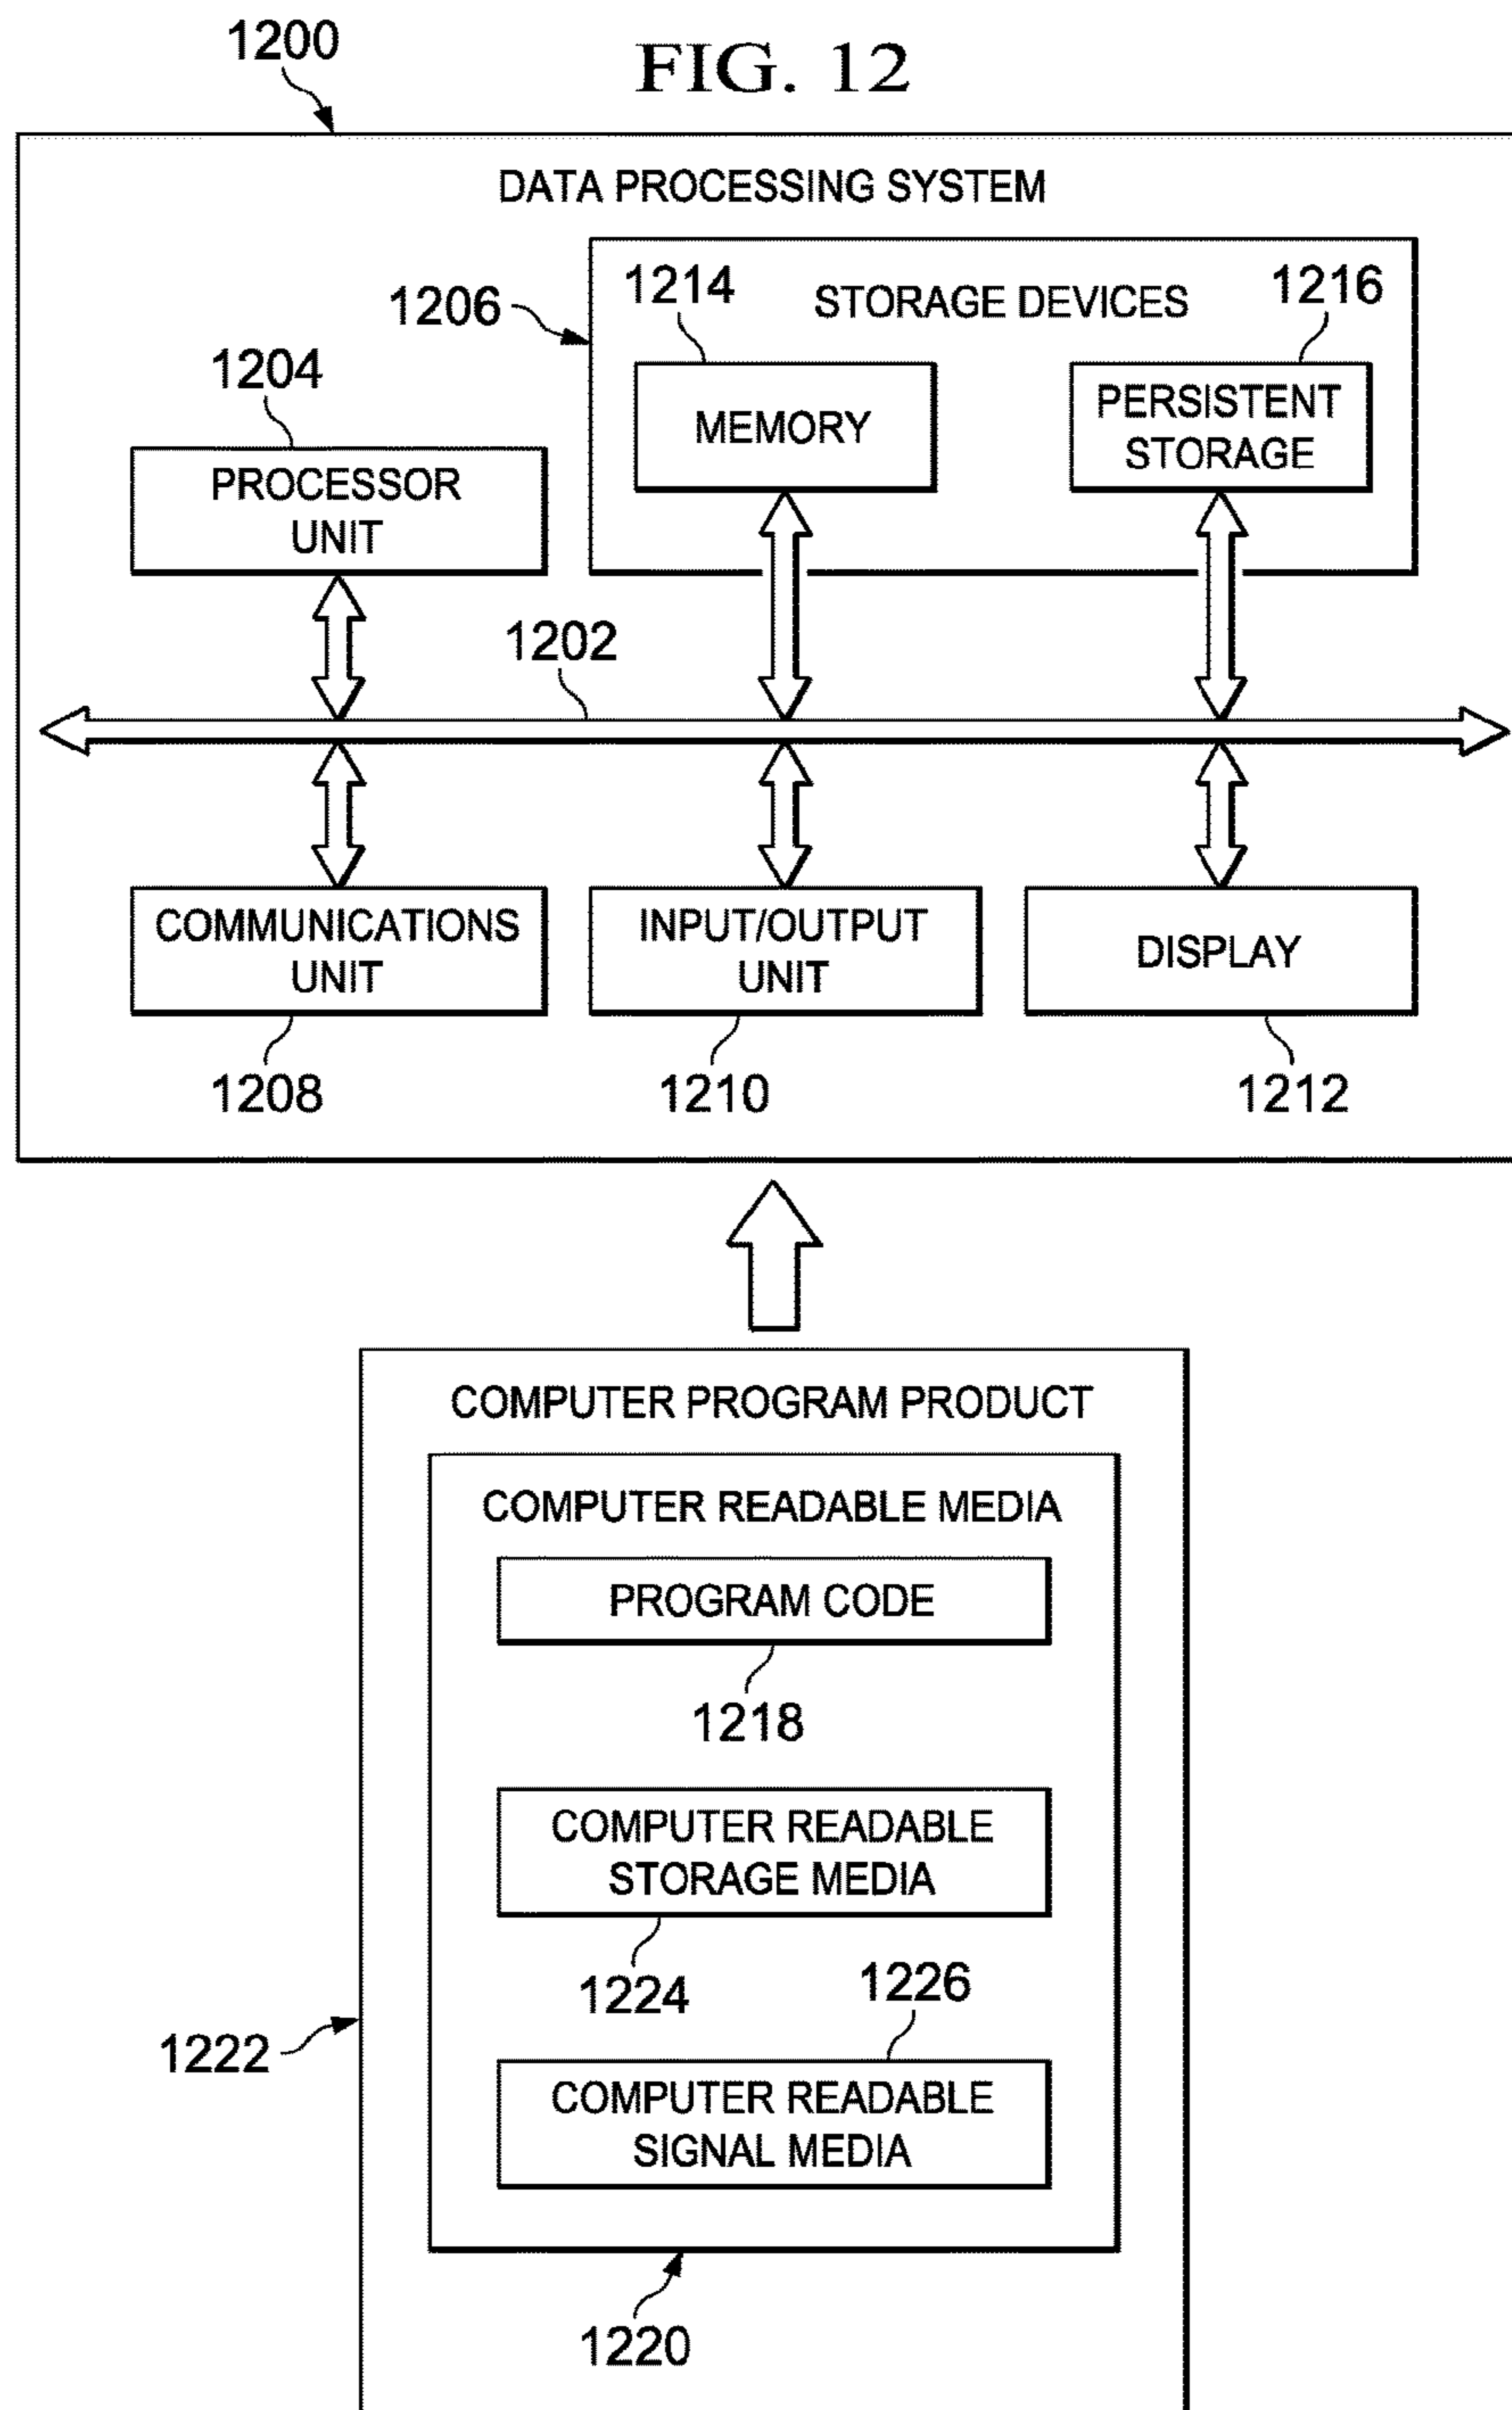 1200
FIG. 12
DATA PROCESSING SYSTEM
1206
1214
STORAGE DEVICES
1216
1204
MEMORY
PERSISTENT
STORAGE
PROCESSOR
UNIT
1202
COMMUNICATIONS
UNIT
INPUT/OUTPUT
UNIT
DISPLAY
1208
1210
1212
COMPUTER PROGRAM PRODUCT
COMPUTER READABLE MEDIA
PROGRAM CODE
1218
COMPUTER READABLE
STORAGE MEDIA
1224
1226
1222
COMPUTER READABLE
SIGNAL MEDIA
1220